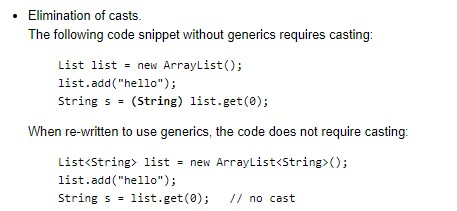 • Elimination of casts.
The following code snippet without generics requires casting:
List list = new ArrayList();
list.add("hello");
String s = (String) list.get(0);
When re-written to use generics, the code does not require casting:
List<String> list = new ArrayList<String>();
list.add("hello");
String s = list.get(0);   // no cast